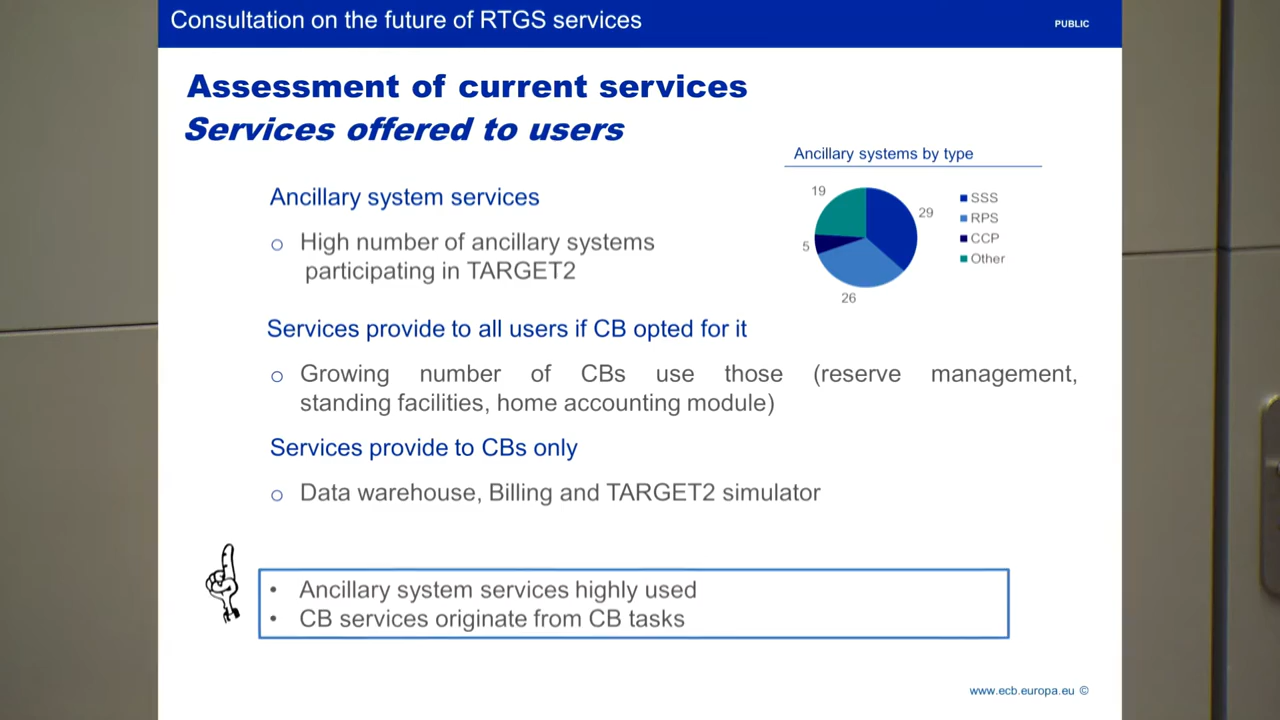 Consultation on the future of RTGS services
PUBLIC
Assessment of current services
Services offered to users
Ancillary systems by type
19
29
5
26
SSS
RPS
CCP
Other
Ancillary system services
o High number of ancillary systems
participating in TARGET2
Services provide to all users if CB opted for it
o Growing number of CBs use those (reserve management,
standing facilities, home accounting module)
Services provide to CBs only
o Data warehouse, Billing and TARGET2 simulator
• Ancillary system services highly used
• CB services originate from CB tasks
www.ecb.europa.eu ©